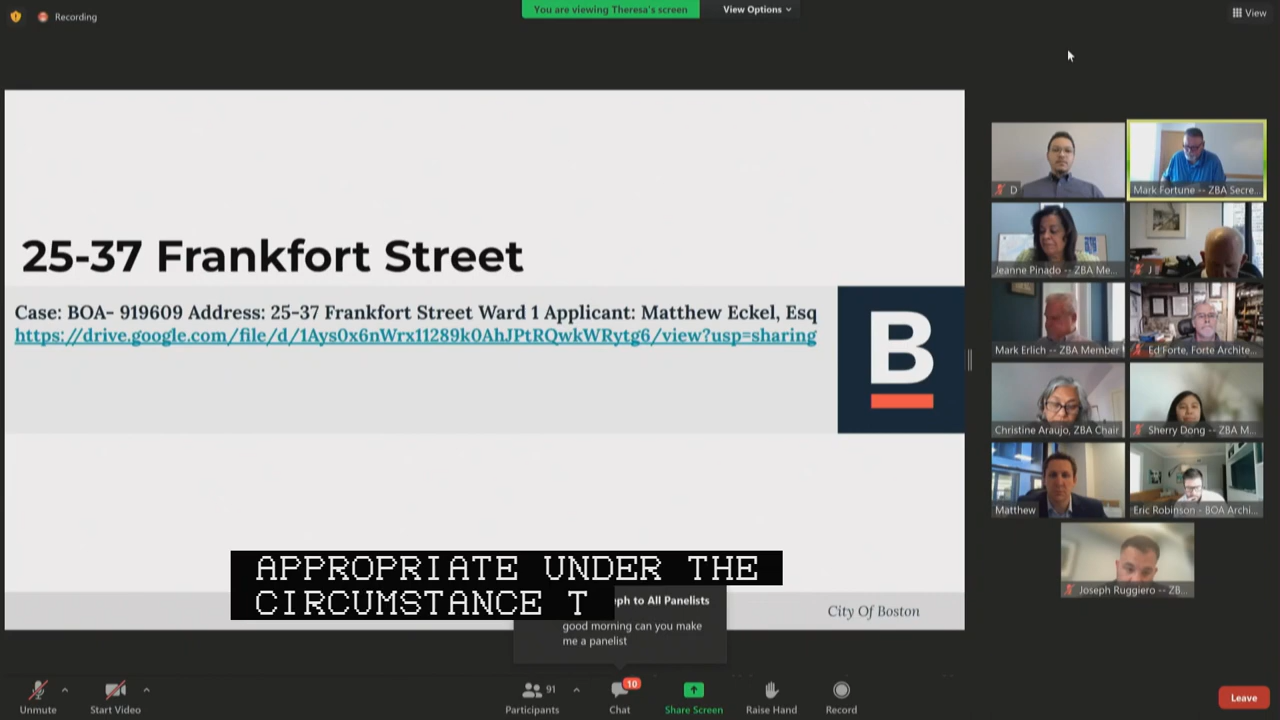 Recording
You are viewing Theresa's screen
View Options
View
25-37 Frankfort Street
Case: BOA- 919609 Address: 25-37 Frankfort Street Ward 1 Applicant: Matthew Eckel, Esq
https://drive.google.com/file/d/1Ays0x6nWrx11289k0AhJPtRQwkWRytg6/view?usp=sharing
B
City Of Boston
D
Mark Fortune -- ZBA Secre...
Jeanne Pinado -- ZBA Me...
J
Mark Erlich -- ZBA Member
Ed Forte, Forte Archite...
Christine Araujo, ZBA Chair
Sherry Dong -- ZBA M...
Matthew
Eric Robinson - BOA Archi...
Joseph Ruggiero -- ZB...
APPROPRIATE UNDER THE
CIRCUMSTANCE T
ph to All Panelists
good morning can you make
me a panelist
Unmute
Start Video
91
Participants
10
Chat
Share Screen
Raise Hand
Record
Leave